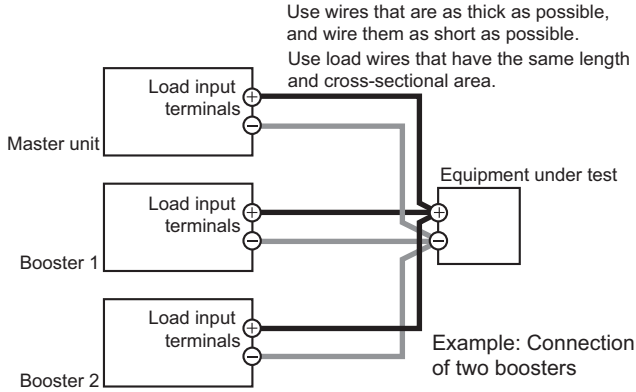 Use wires that are as thick as possible,
and wire them as short as possible.
Use load wires that have the same length
and cross-sectional area.
Load input
terminals
+
−
Master unit
Equipment under test
Load input
terminals
+
−
+
−
Booster 1
Load input
terminals
+
−
Booster 2
Example: Connection
of two boosters